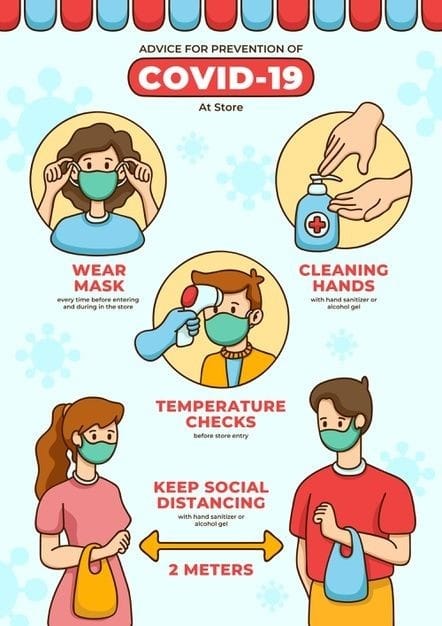 ADVICE FOR PREVENTION OF
COVID-19
At Store
WEAR
MASK
every time before entering
and during in the store
CLEANING
HANDS
with hand sanitizer or
alcohol gel
TEMPERATURE
CHECKS
before store entry
KEEP SOCIAL
DISTANCING
with hand sanitizer or
alcohol gel
2 METERS